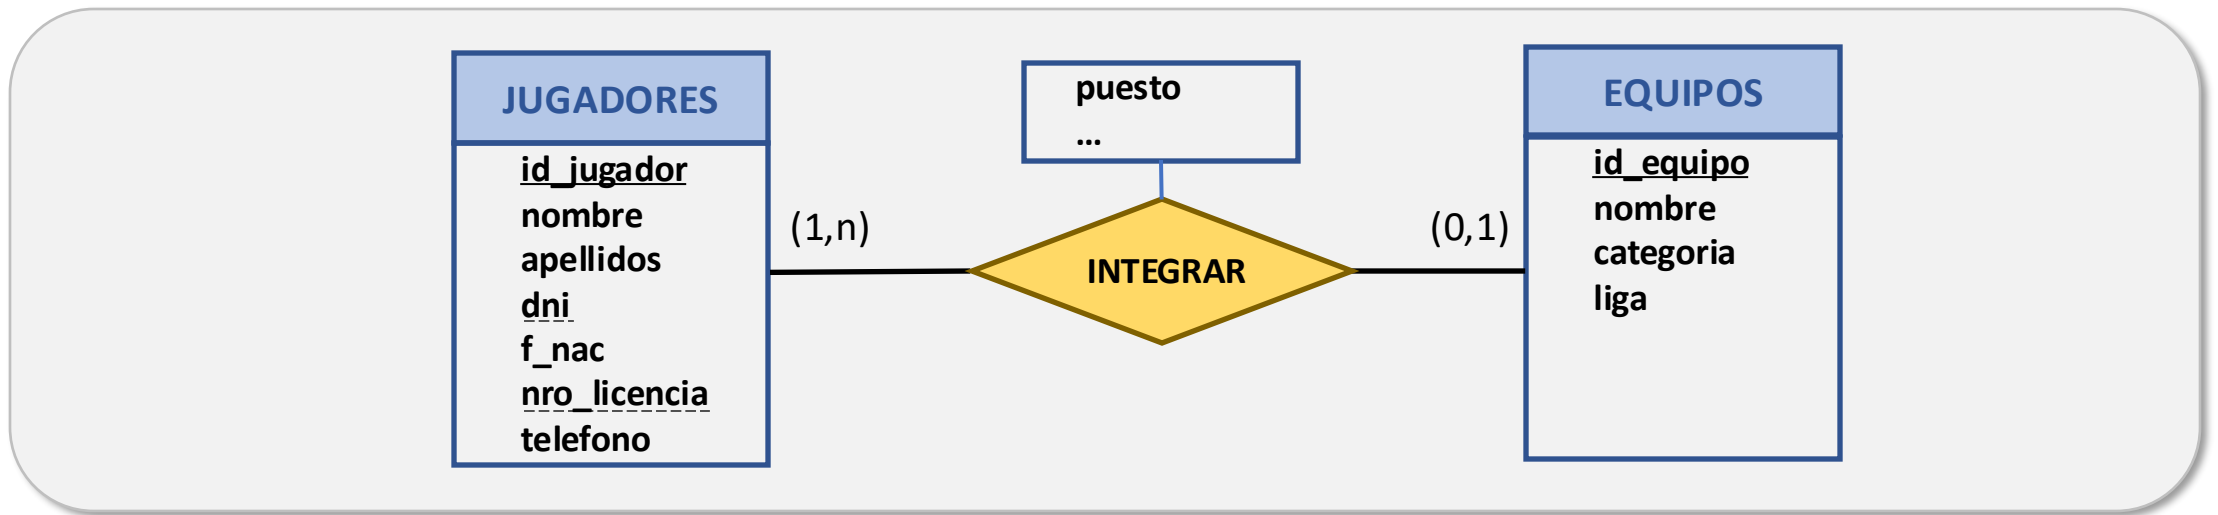 JUGADORES
id_jugador
nombre
apellidos
dni
f_nac
nro_licencia
telefono
(1,n)
puesto
...
INTEGRAR
(0,1)
EQUIPOS
id_equipo
nombre
categoria
liga